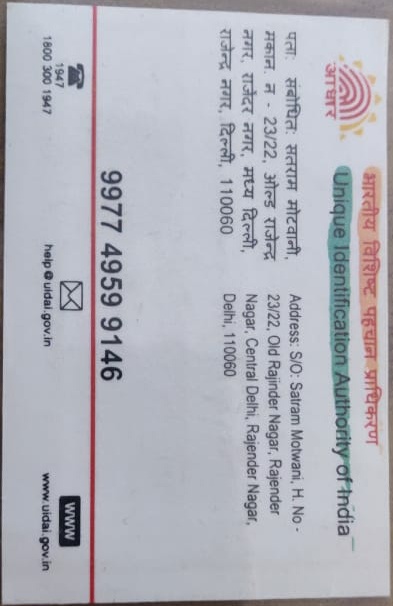 भारतीय विशिष्ट पहचान प्राधिकरण
Unique Identification Authority of India
आधार
पता: संबोधित: सतराम मोटवानी,
मकान न - 23/22, ओल्ड राजेन्द्र
नगर, राजेंदर नगर, मध्य दिल्ली,
राजेन्द्र नगर, दिल्ली, 110060
Address: S/O: Satram Motwani, H. No -
23/22, Old Rajinder Nagar, Rajender
Nagar, Central Delhi, Rajender Nagar,
Delhi, 110060
9977 4959 9146
1947
1800 300 1947
help@uidai.gov.in
www
www.uidai.gov.in